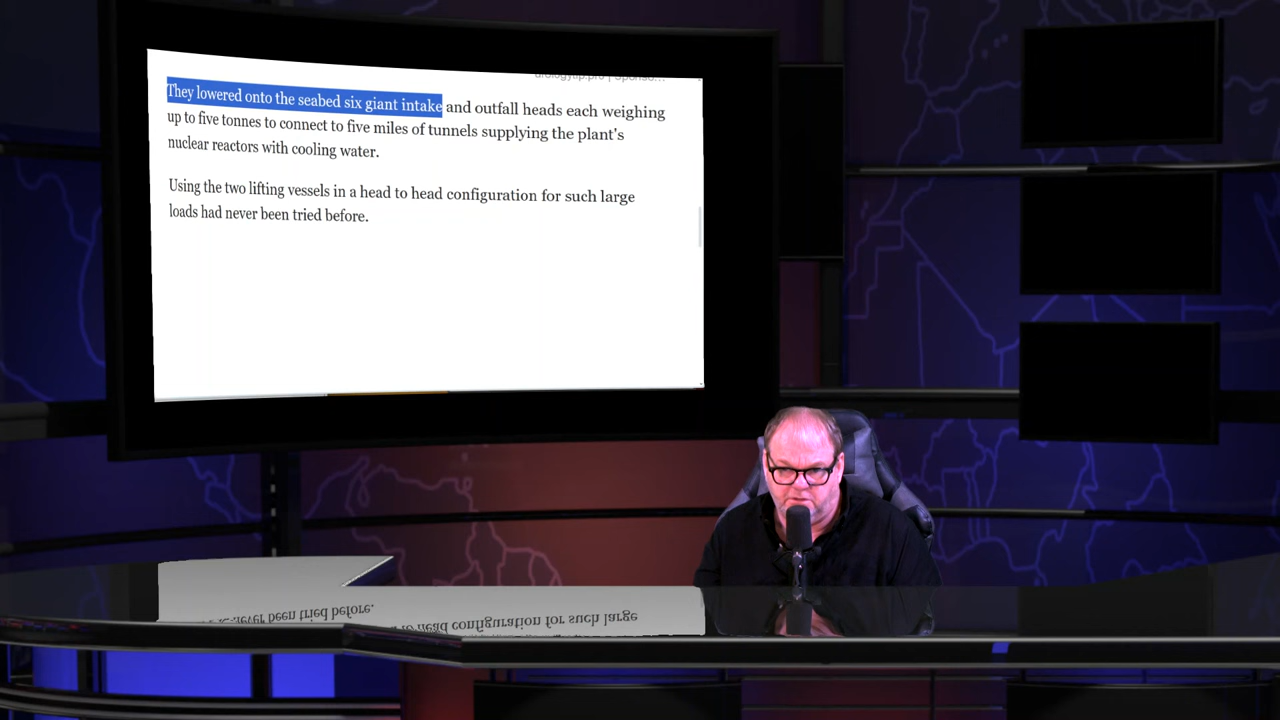 They lowered onto the seabed six giant intake and outfall heads each weighing
up to five tonnes to connect to five miles of tunnels supplying the plant's
nuclear reactors with cooling water.
Using the two lifting vessels in a head to head configuration for such large
loads had never been tried before.